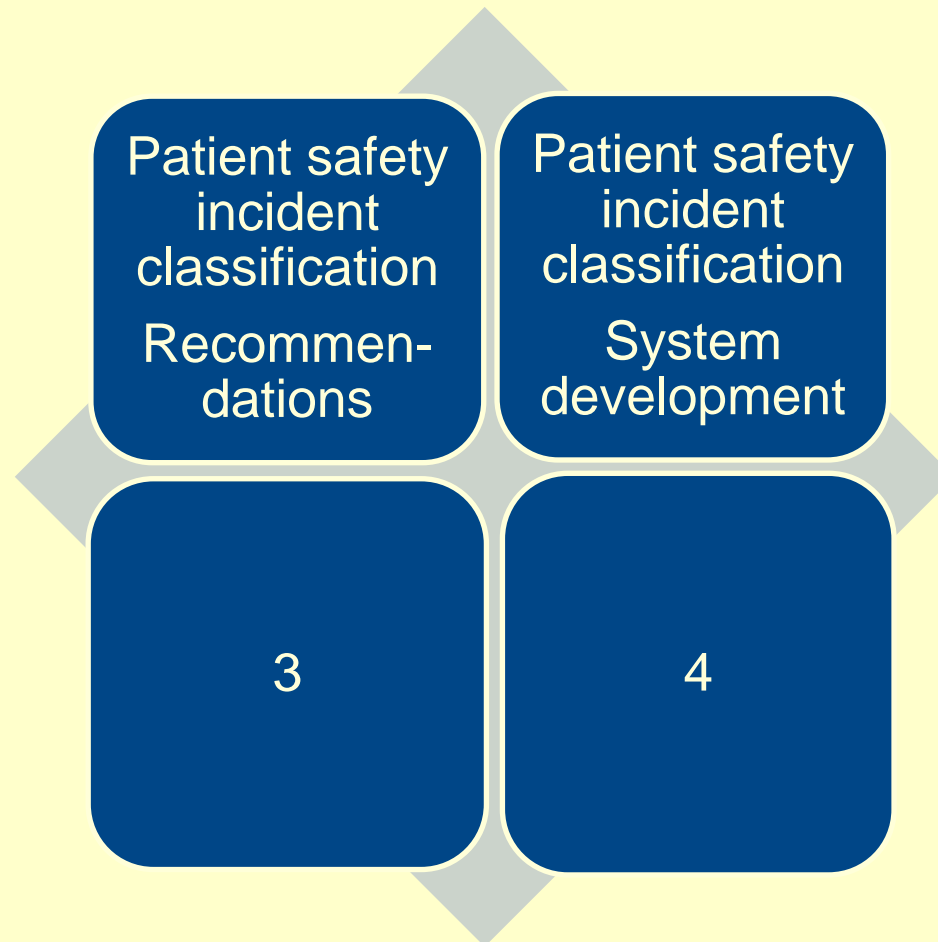 Patient safety
incident
classification
Recommen-
dations
Patient safety
incident
classification
System
development
3
4